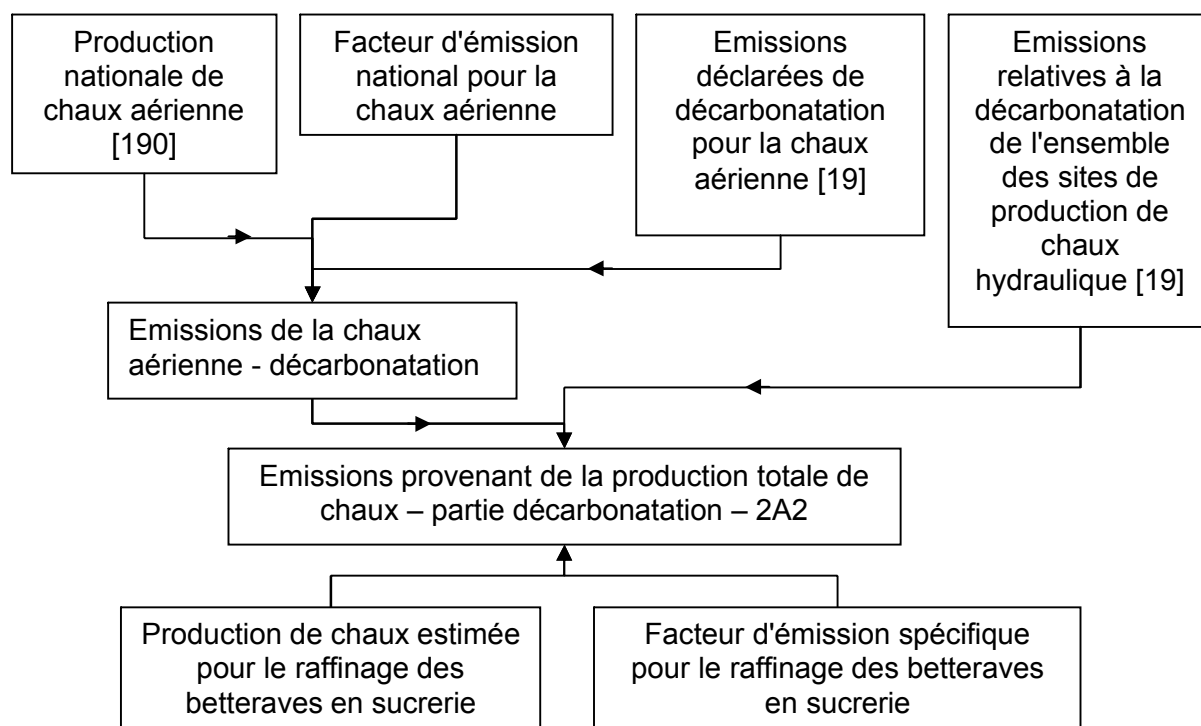 Production
nationale de
chaux aérienne
[190]
Facteur d'émission
national pour la
chaux aérienne
Emissions
déclarées de
décarbonatation
pour la chaux
aérienne [19]
Emissions
relatives à la
décarbonatation
de l'ensemble
des sites de
production de
chaux
hydraulique [19]
Emissions de la chaux
aérienne - décarbonatation
Emissions provenant de la production totale de
chaux – partie décarbonatation – 2A2
Production de chaux estimée
pour le raffinage des
betteraves en sucrerie
Facteur d'émission spécifique
pour le raffinage des betteraves
en sucrerie